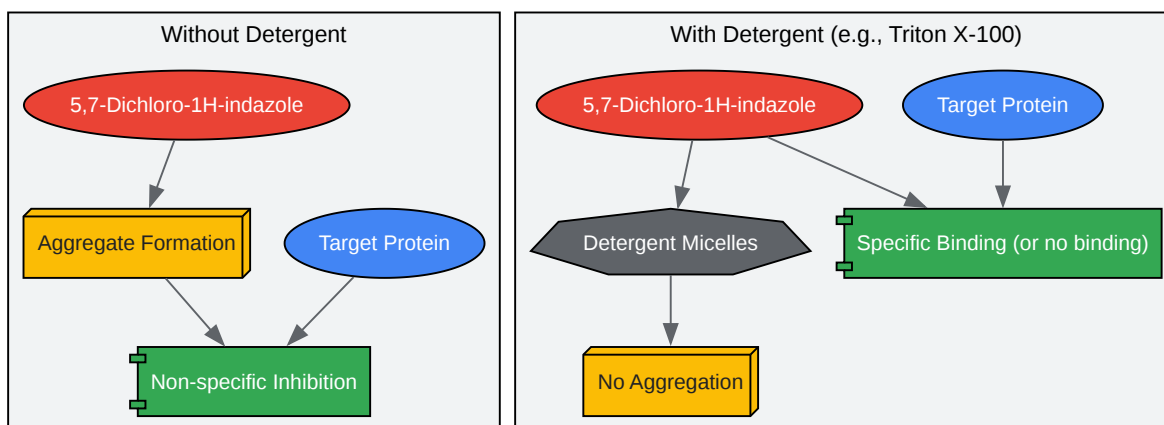 Without Detergent
5,7-Dichloro-1H-indazole
Aggregate Formation
Target Protein
Non-specific Inhibition
With Detergent (e.g., Triton X-100)
5,7-Dichloro-1H-indazole
Target Protein
Detergent Micelles
Specific Binding (or no binding)
No Aggregation